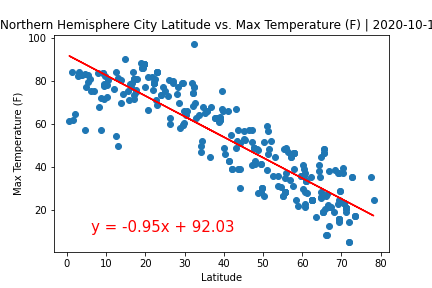 Northern Hemisphere City Latitude vs. Max Temperature (F) | 2020-10-1
Max Temperature (F)
100
80
60
40
20
y = -0.95x + 92.03
0 10 20 30 40 50 60 70 80
Latitude